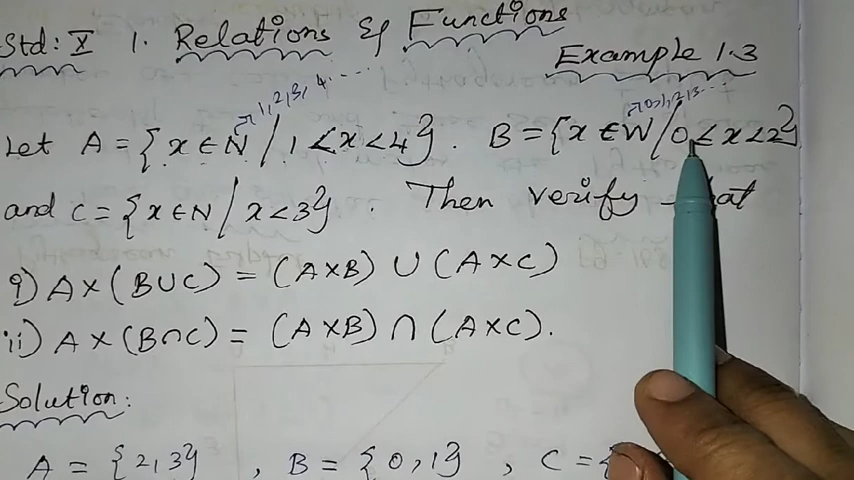 Std: X 1. Relations & Functions
Example 1.3
→ 1, 2, 3, 4.....
→ 0, 1, 2, 3...
Let A = {x ∈ N / 1 < x < 4}. B = {x ∈ W / 0 ≤ x < 2}
and C = {x ∈ N / x < 3}. Then verify
i) A × (B ∪ C) = (A × B) ∪ (A × C)
ii) A × (B ∩ C) = (A × B) ∩ (A × C).
Solution:
A = {2, 3}, B = {0, 1}, C = {